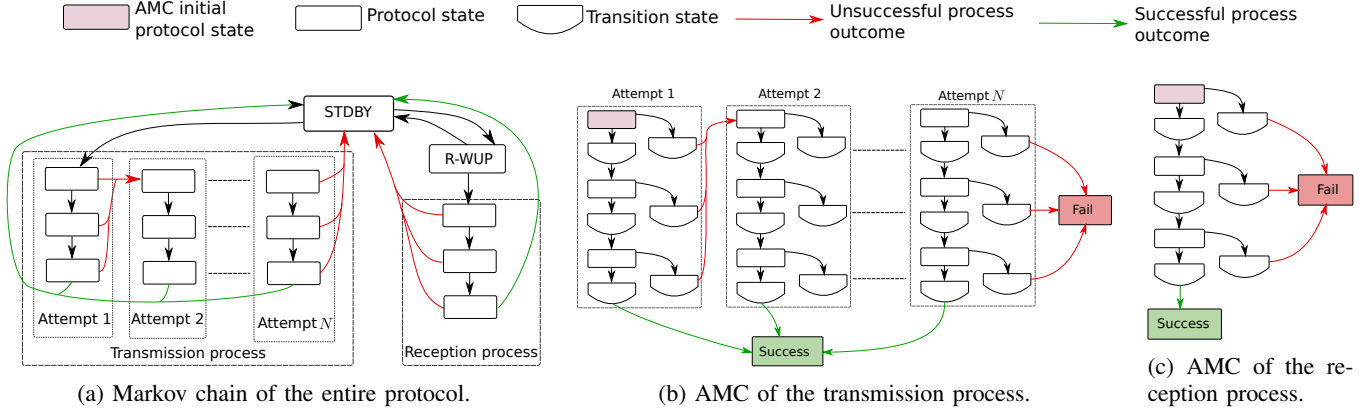 AMC initial
protocol state
Protocol state
Transition state
Unsuccessful process
outcome
Successful process
outcome
STDBY
R-WUP
Attempt 1
Attempt 2
Attempt N
Transmission process
Reception process
(a) Markov chain of the entire protocol.
Attempt 1
Attempt 2
Attempt N
Fail
Success
(b) AMC of the transmission process.
Fail
Success
(c) AMC of the re-
ception process.